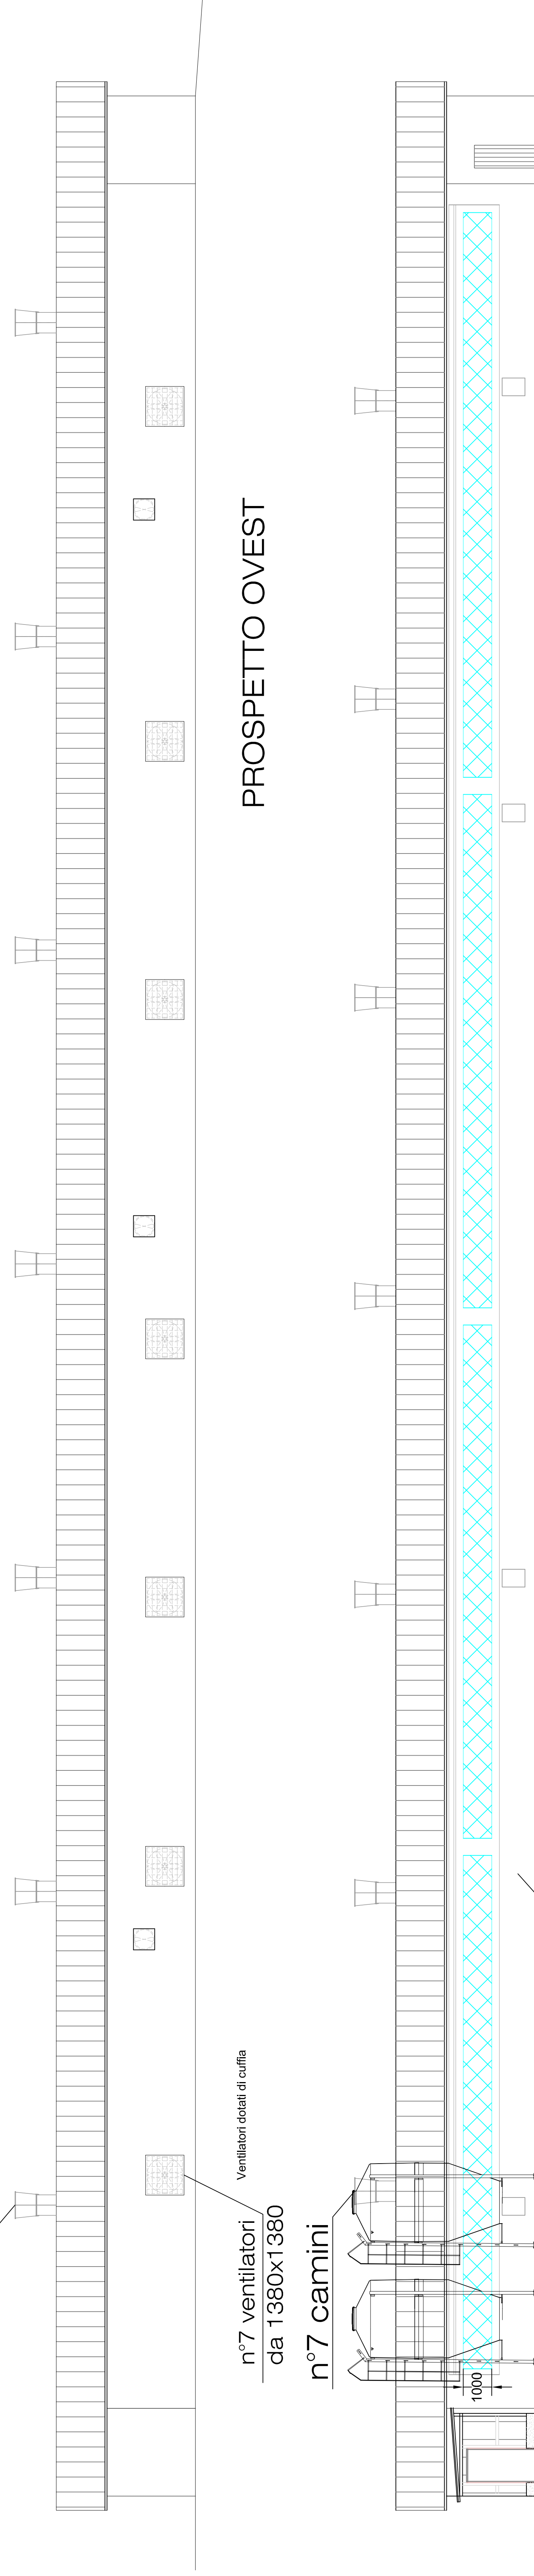 PROSPETTO OVEST
Ventilatori dotati di cuffia
n°7 ventilatori
da 1380x1380
n°7 camini
1000